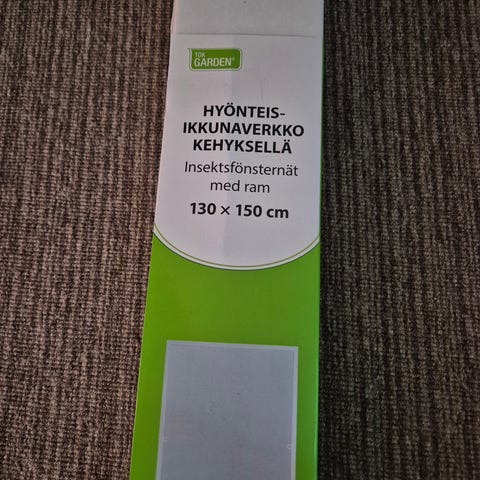 TOK
GARDEN®
HYÖNTEIS-
IKKUNAVERKKO
KEHYKSELLÄ
Insektsfönsternät
med ram
130 × 150 cm